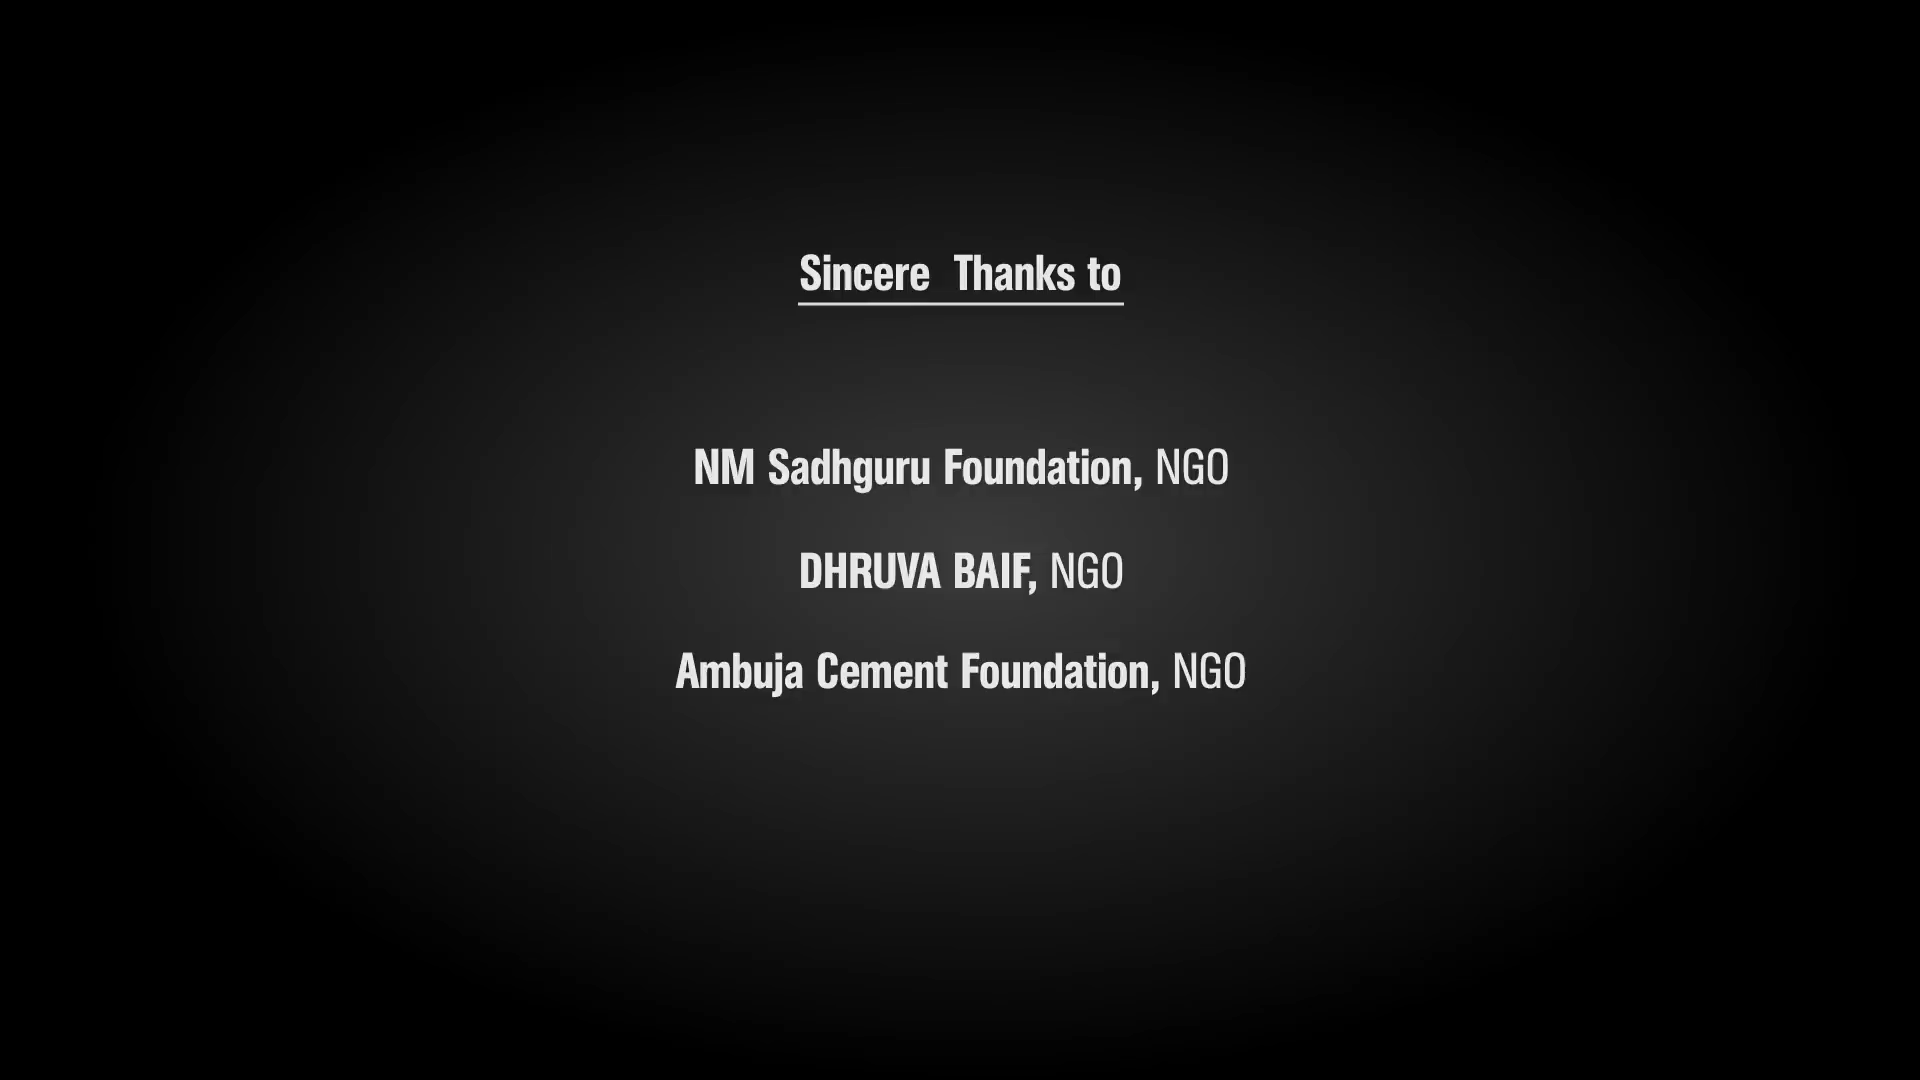 Sincere  Thanks to
NM Sadhguru Foundation, NGO
DHRUVA BAIF, NGO
Ambuja Cement Foundation, NGO